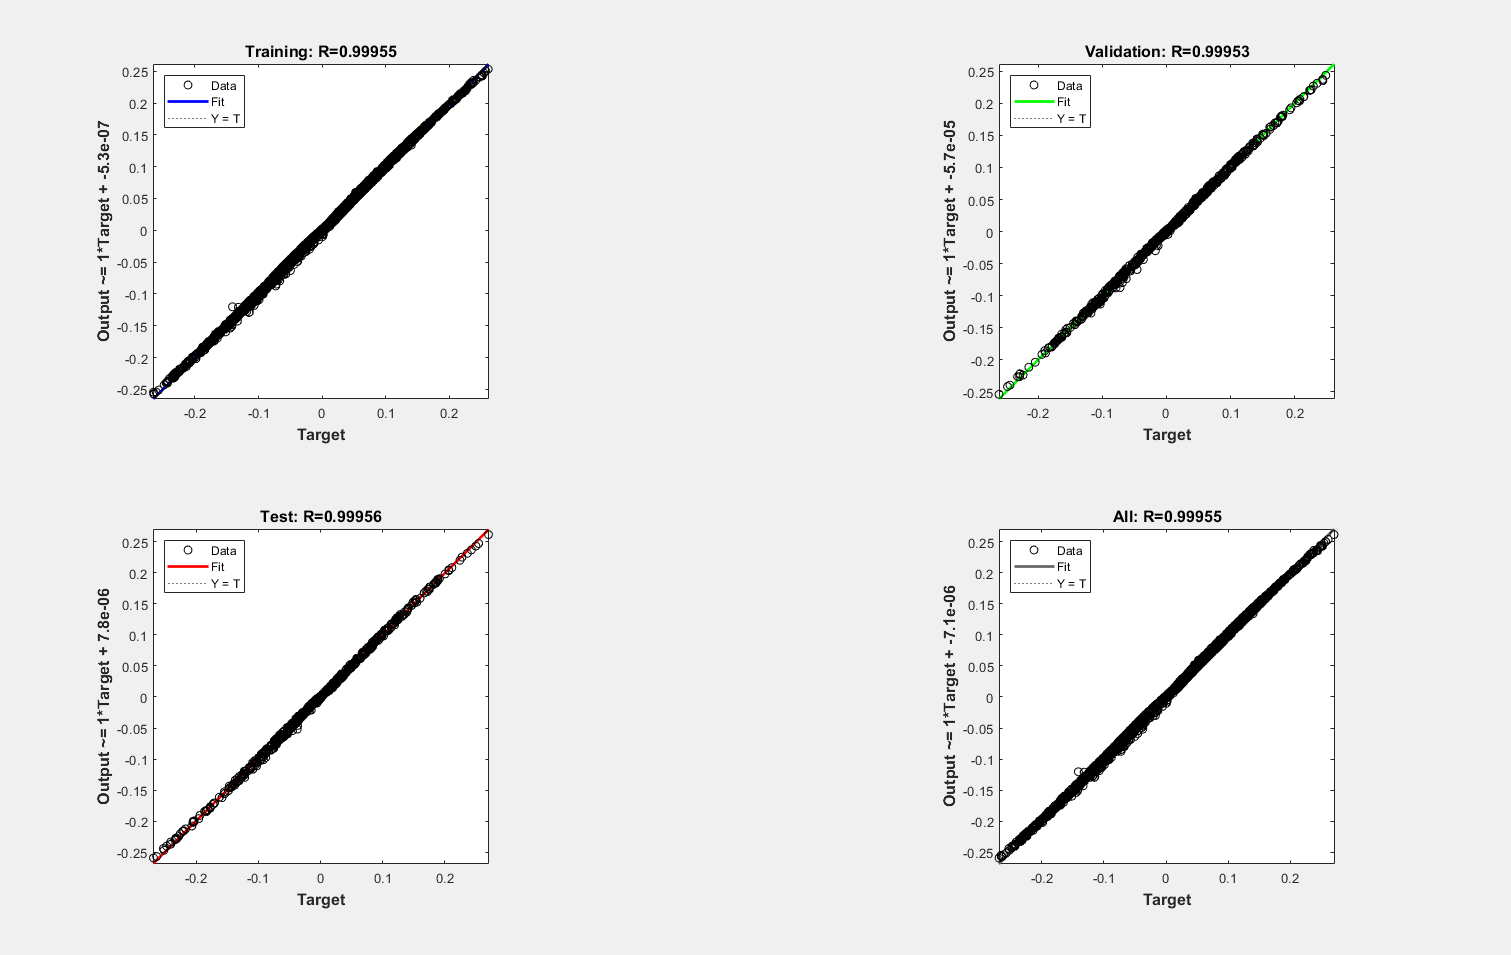 Training: R=0.99955
Data
Fit
Y = T
Output ~= 1*Target + -5.3e-07
0.25
0.2
0.15
0.1
0.05
0
-0.05
-0.1
-0.15
-0.2
-0.25
-0.2
-0.1
0
0.1
0.2
Target
Validation: R=0.99953
Data
Fit
Y = T
Output ~= 1*Target + -5.7e-05
0.25
0.2
0.15
0.1
0.05
0
-0.05
-0.1
-0.15
-0.2
-0.25
-0.2
-0.1
0
0.1
0.2
Target
Test: R=0.99956
Data
Fit
Y = T
Output ~= 1*Target + 7.8e-06
0.25
0.2
0.15
0.1
0.05
0
-0.05
-0.1
-0.15
-0.2
-0.25
-0.2
-0.1
0
0.1
0.2
Target
All: R=0.99955
Data
Fit
Y = T
Output ~= 1*Target + -7.1e-06
0.25
0.2
0.15
0.1
0.05
0
-0.05
-0.1
-0.15
-0.2
-0.25
-0.2
-0.1
0
0.1
0.2
Target